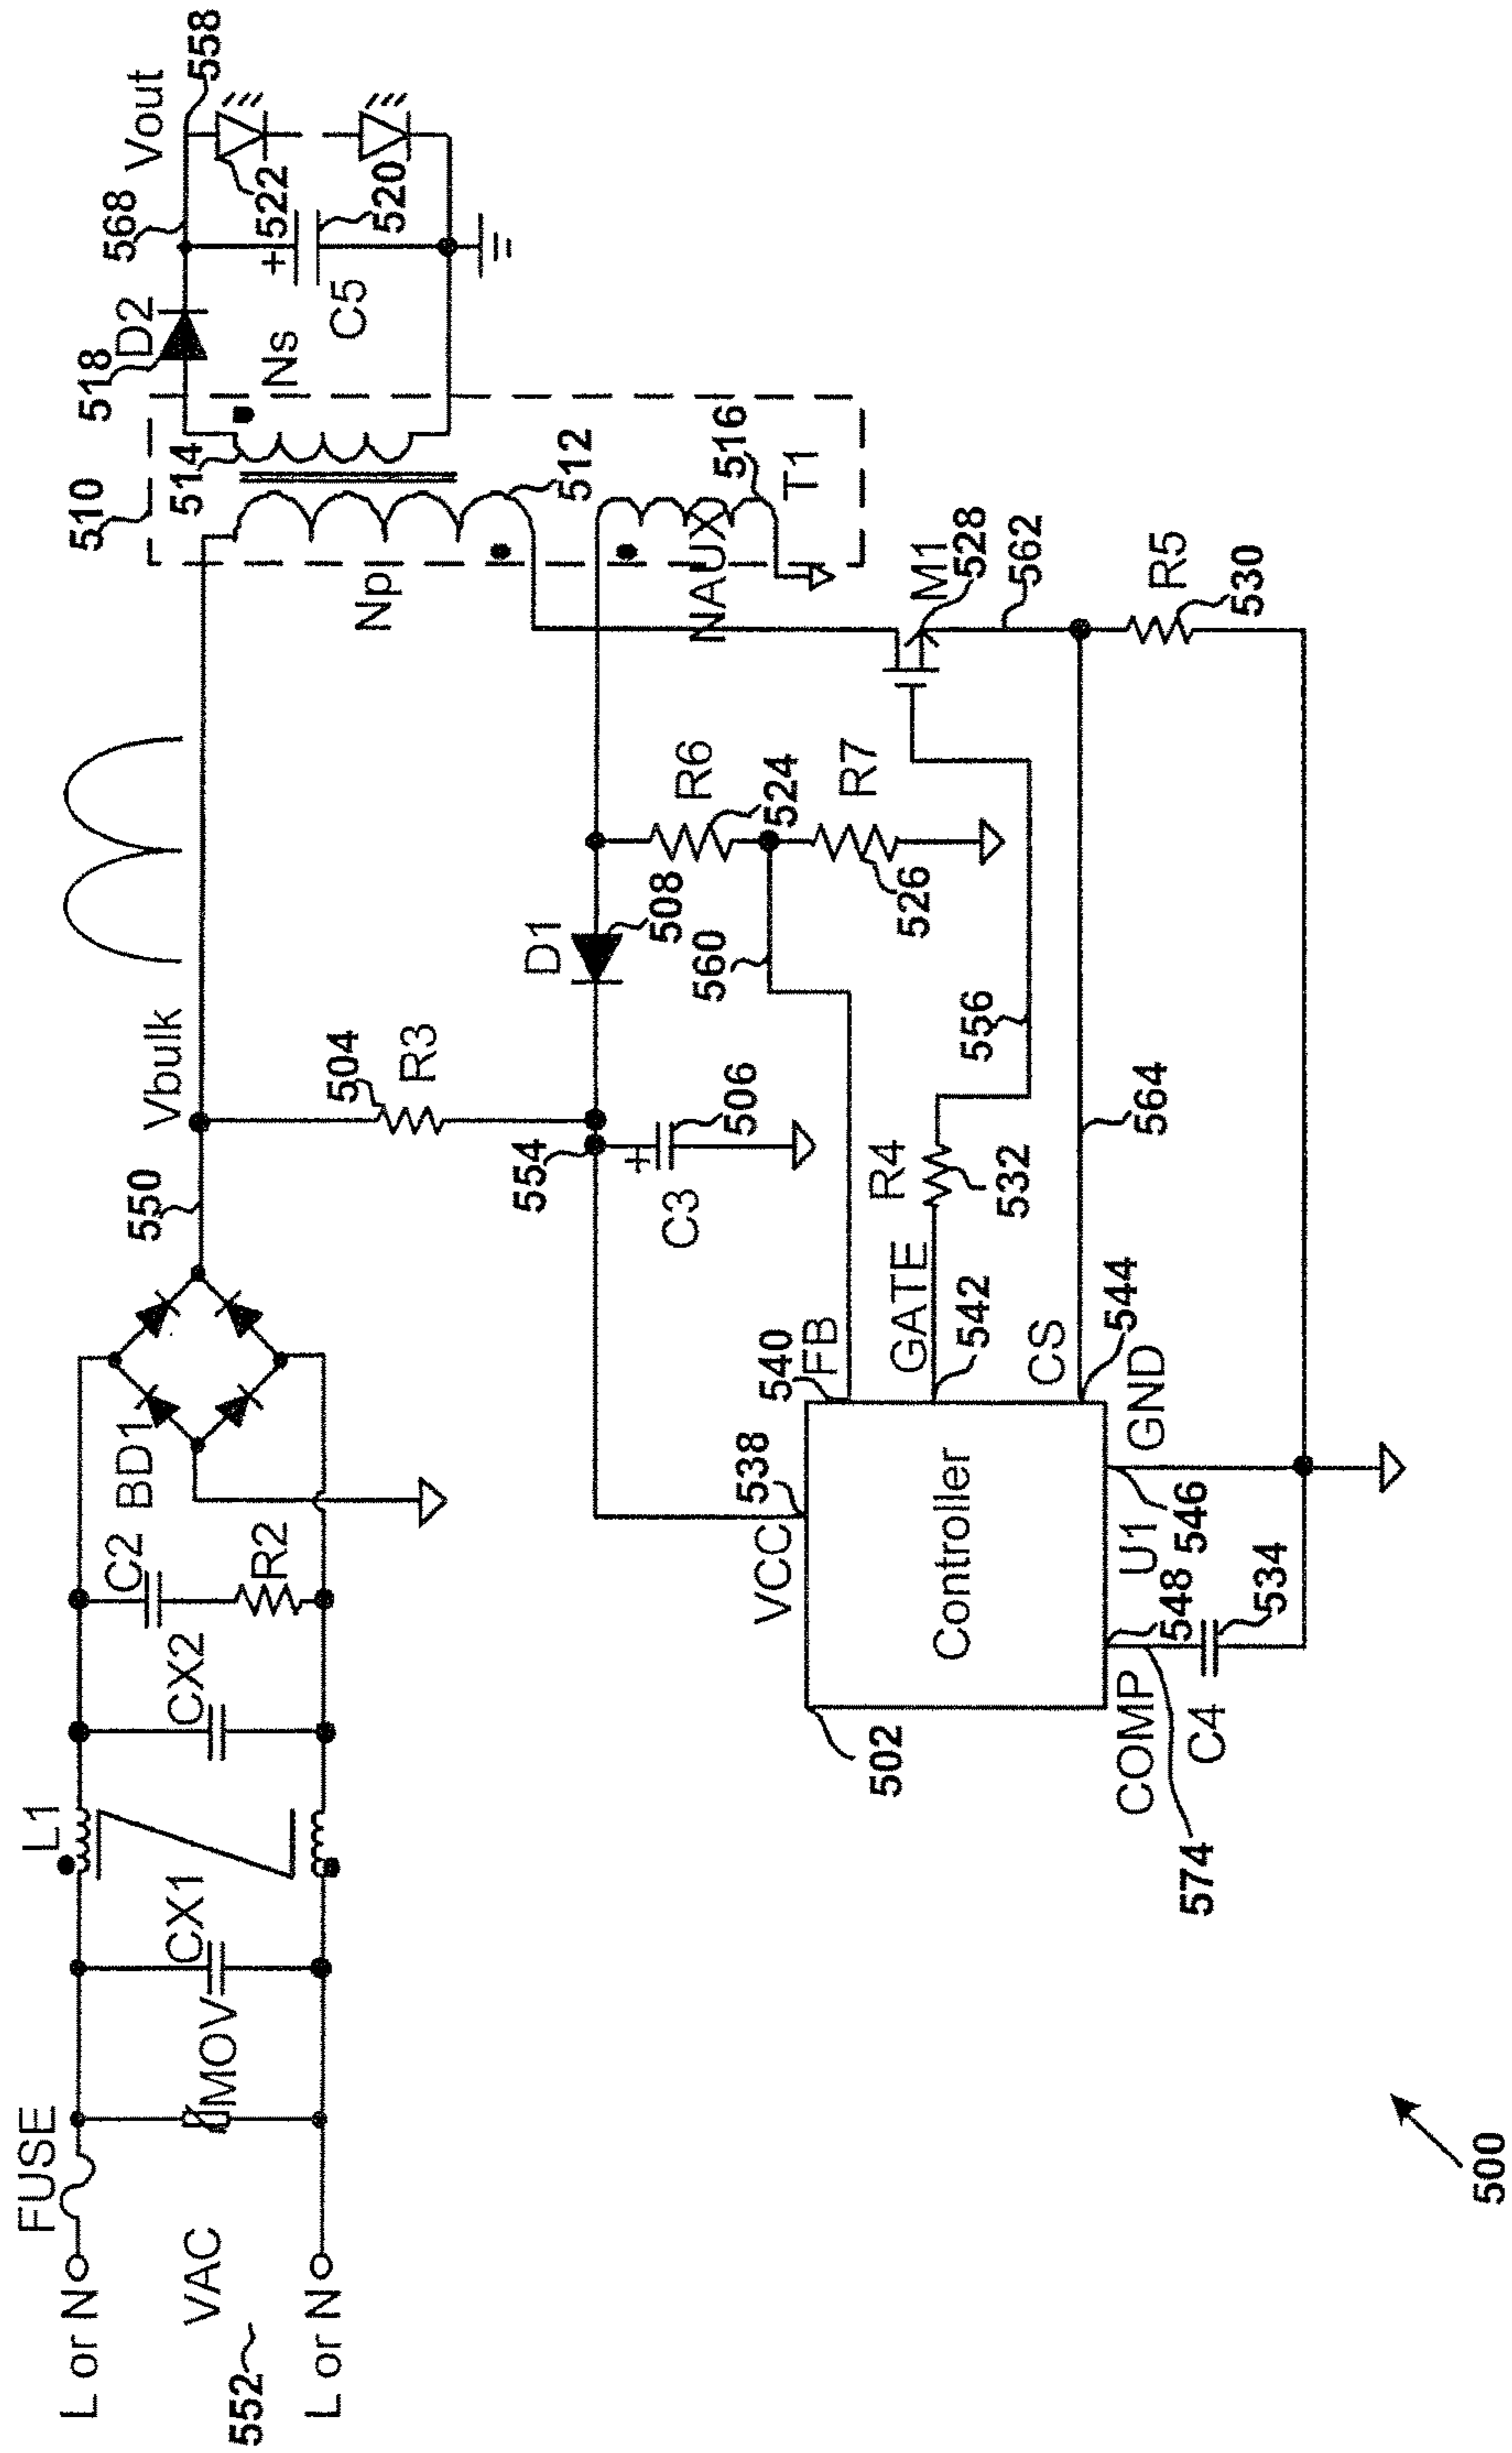 FUSE
L or N
VAC
552
L or N
MOV
CX1
L1
CX2
C2
R2
BD1
550
Vbulk
504
R3
554
C3
506
D1
508
R6
524
R7
526
560
510
514
Np
512
NAUX
516
T1
518
D2
Ns
568
C5
520
522
Vout
558
M1
528
562
R5
530
556
564
R4
532
VCC
538
540
FB
GATE
542
CS
544
GND
546
Controller
U1
502
COMP
548
C4
534
574
500